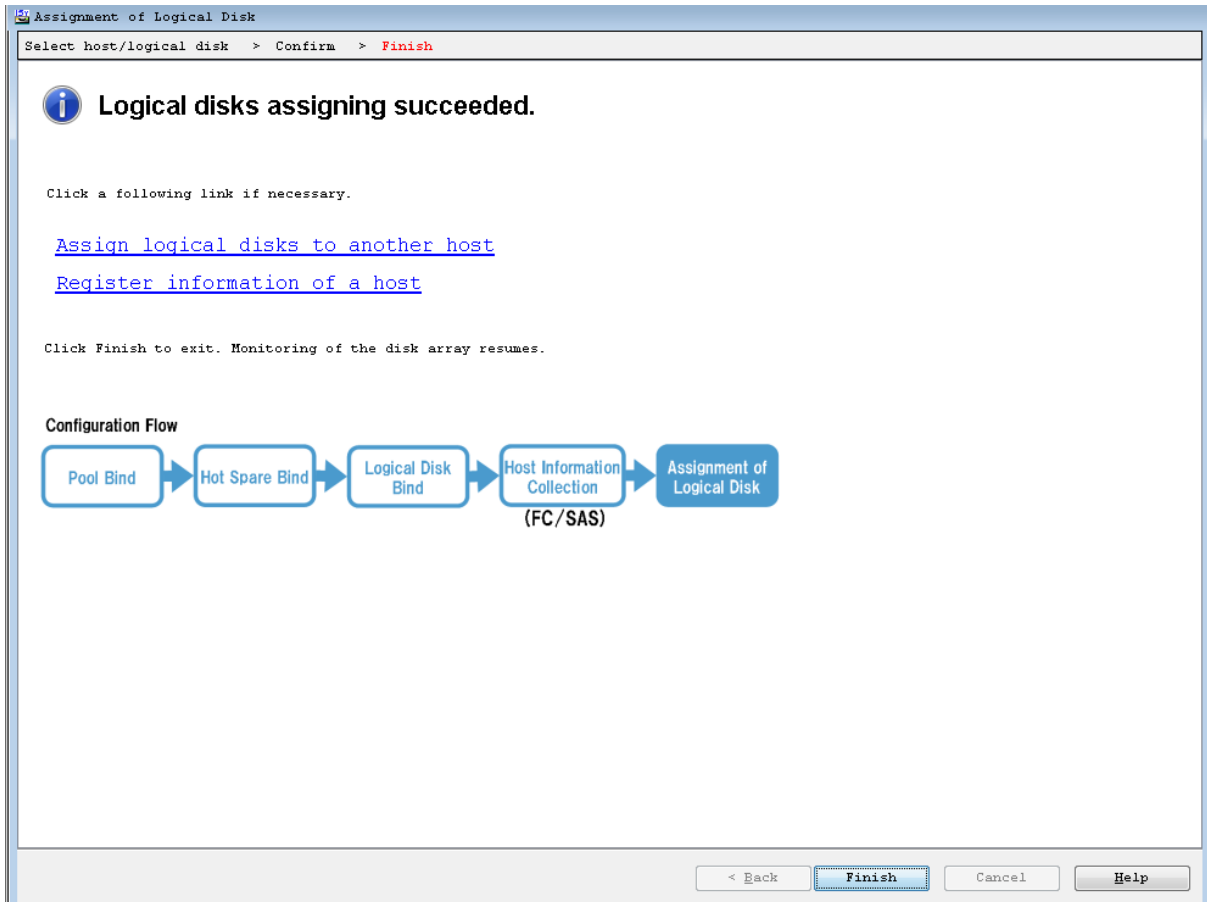 Assignment of Logical Disk
Select host/logical disk > Confirm > Finish
Logical disks assigning succeeded.
Click a following link if necessary.
Assign logical disks to another host
Register information of a host
Click Finish to exit. Monitoring of the disk array resumes.
Configuration Flow
Pool Bind
Hot Spare Bind
Logical Disk
Bind
Host Information
Collection
(FC/SAS)
Assignment of
Logical Disk
< Back
Finish
Cancel
Help